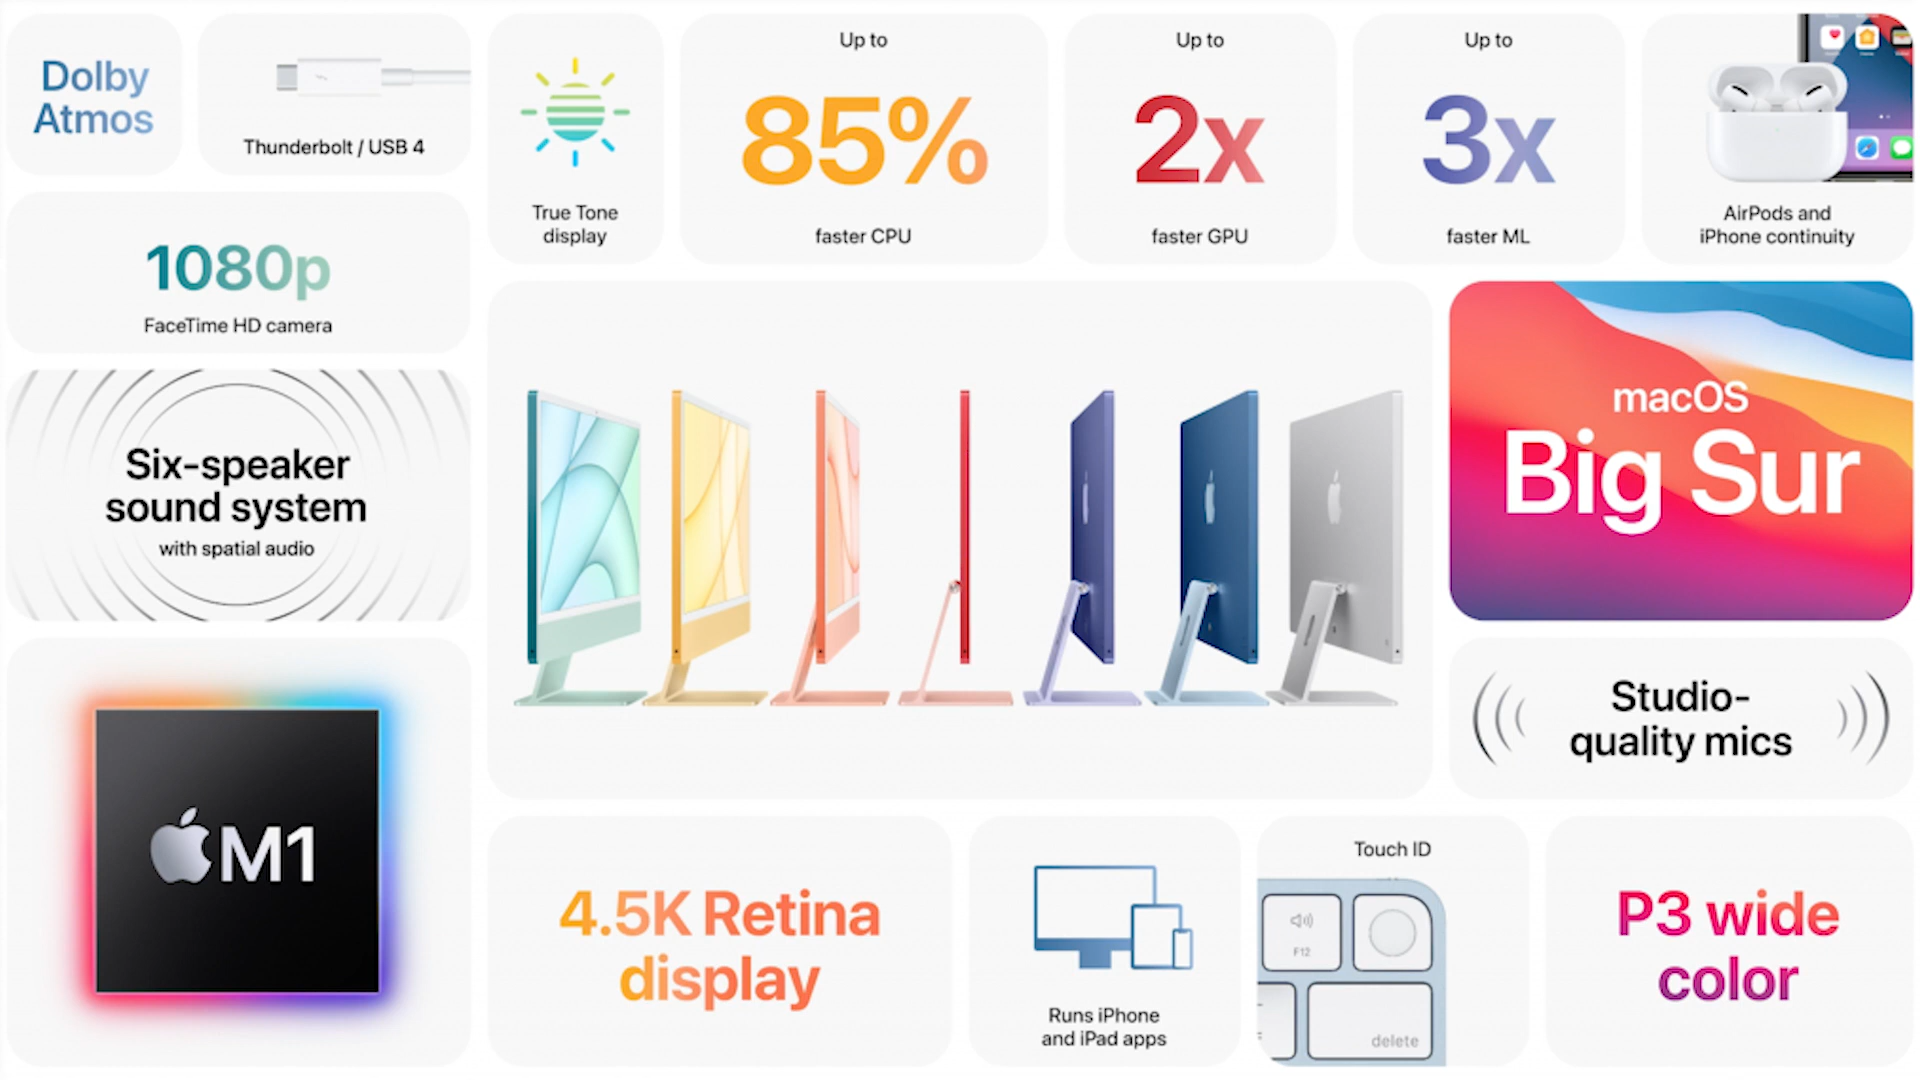 Dolby
Atmos
Thunderbolt / USB 4
True Tone
display
Up to
85%
faster CPU
Up to
2x
faster GPU
Up to
3x
faster ML
AirPods and
iPhone continuity
1080p
FaceTime HD camera
Six-speaker
sound system
with spatial audio
macOS
Big Sur
Studio-
quality mics
M1
4.5K Retina
display
Runs iPhone
and iPad apps
Touch ID
F12
delete
P3 wide
color